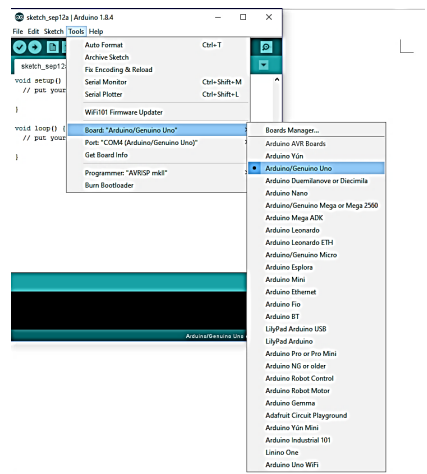 sketch_sep12a | Arduino 1.8.4
File Edit Sketch Tools Help
sketch_sep12
void setup()
// put your
}
void loop() {
// put your
}
Auto Format Ctrl+T
Archive Sketch
Fix Encoding & Reload
Serial Monitor Ctrl+Shift+M
Serial Plotter Ctrl+Shift+L
WiFi101 Firmware Updater
Board: "Arduino/Genuino Uno"
Port: "COM4 (Arduino/Genuino Uno)"
Get Board Info
Programmer: "AVRISP mkII"
Burn Bootloader
Boards Manager...
Arduino AVR Boards
Arduino Yún
Arduino/Genuino Uno
Arduino Duemilanove or Diecimila
Arduino Nano
Arduino/Genuino Mega or Mega 2560
Arduino Mega ADK
Arduino Leonardo
Arduino Leonardo ETH
Arduino/Genuino Micro
Arduino Esplora
Arduino Mini
Arduino Ethernet
Arduino Fio
Arduino BT
LilyPad Arduino USB
LilyPad Arduino
Arduino Pro or Pro Mini
Arduino NG or older
Arduino Robot Control
Arduino Robot Motor
Arduino Gemma
Adafruit Circuit Playground
Arduino Yún Mini
Arduino Industrial 101
Linino One
Arduino Uno WiFi
Arduino/Genuino Uno